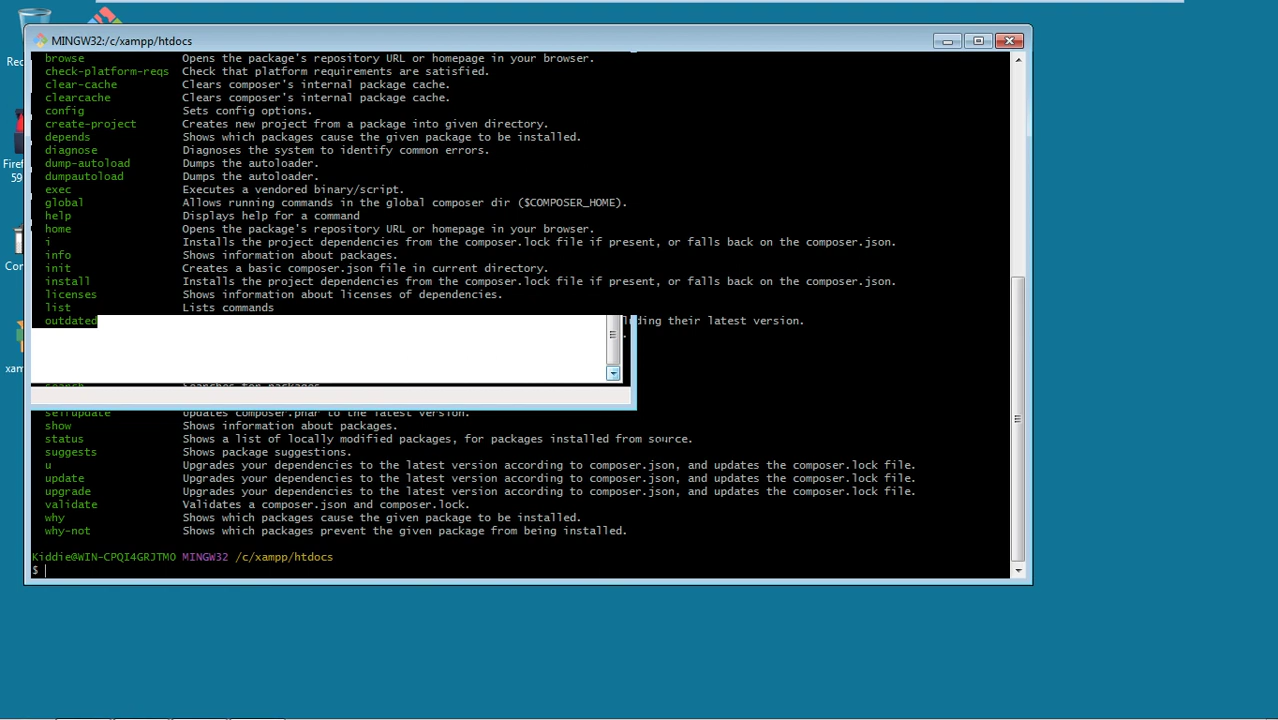 Rec
MINGW32:/c/xampp/htdocs
browse Opens the package's repository URL or homepage in your browser.
check-platform-reqs Check that platform requirements are satisfied.
clear-cache Clears composer's internal package cache.
clearcache Clears composer's internal package cache.
config Sets config options.
create-project Creates new project from a package into given directory.
depends Shows which packages cause the given package to be installed.
diagnose Diagnoses the system to identify common errors.
dump-autoload Dumps the autoloader.
dumpautoload Dumps the autoloader.
exec Executes a vendored binary/script.
global Allows running commands in the global composer dir ($COMPOSER_HOME).
help Displays help for a command
home Opens the package's repository URL or homepage in your browser.
i Installs the project dependencies from the composer.lock file if present, or falls back on the composer.json.
info Shows information about packages.
init Creates a basic composer.json file in current directory.
install Installs the project dependencies from the composer.lock file if present, or falls back on the composer.json.
licenses Shows information about licenses of dependencies.
list Lists commands
outdated their latest version.
search Searches for packages.
selfupdate Updates composer.phar to the latest version.
show Shows information about packages.
status Shows a list of locally modified packages, for packages installed from source.
suggests Shows package suggestions.
u Upgrades your dependencies to the latest version according to composer.json, and updates the composer.lock file.
update Upgrades your dependencies to the latest version according to composer.json, and updates the composer.lock file.
upgrade Upgrades your dependencies to the latest version according to composer.json, and updates the composer.lock file.
validate Validates a composer.json and composer.lock.
why Shows which packages cause the given package to be installed.
why-not Shows which packages prevent the given package from being installed.
Kiddie@WIN-CPQI4GRJTMO MINGW32 /c/xampp/htdocs
$
Firef
59
Con
xam